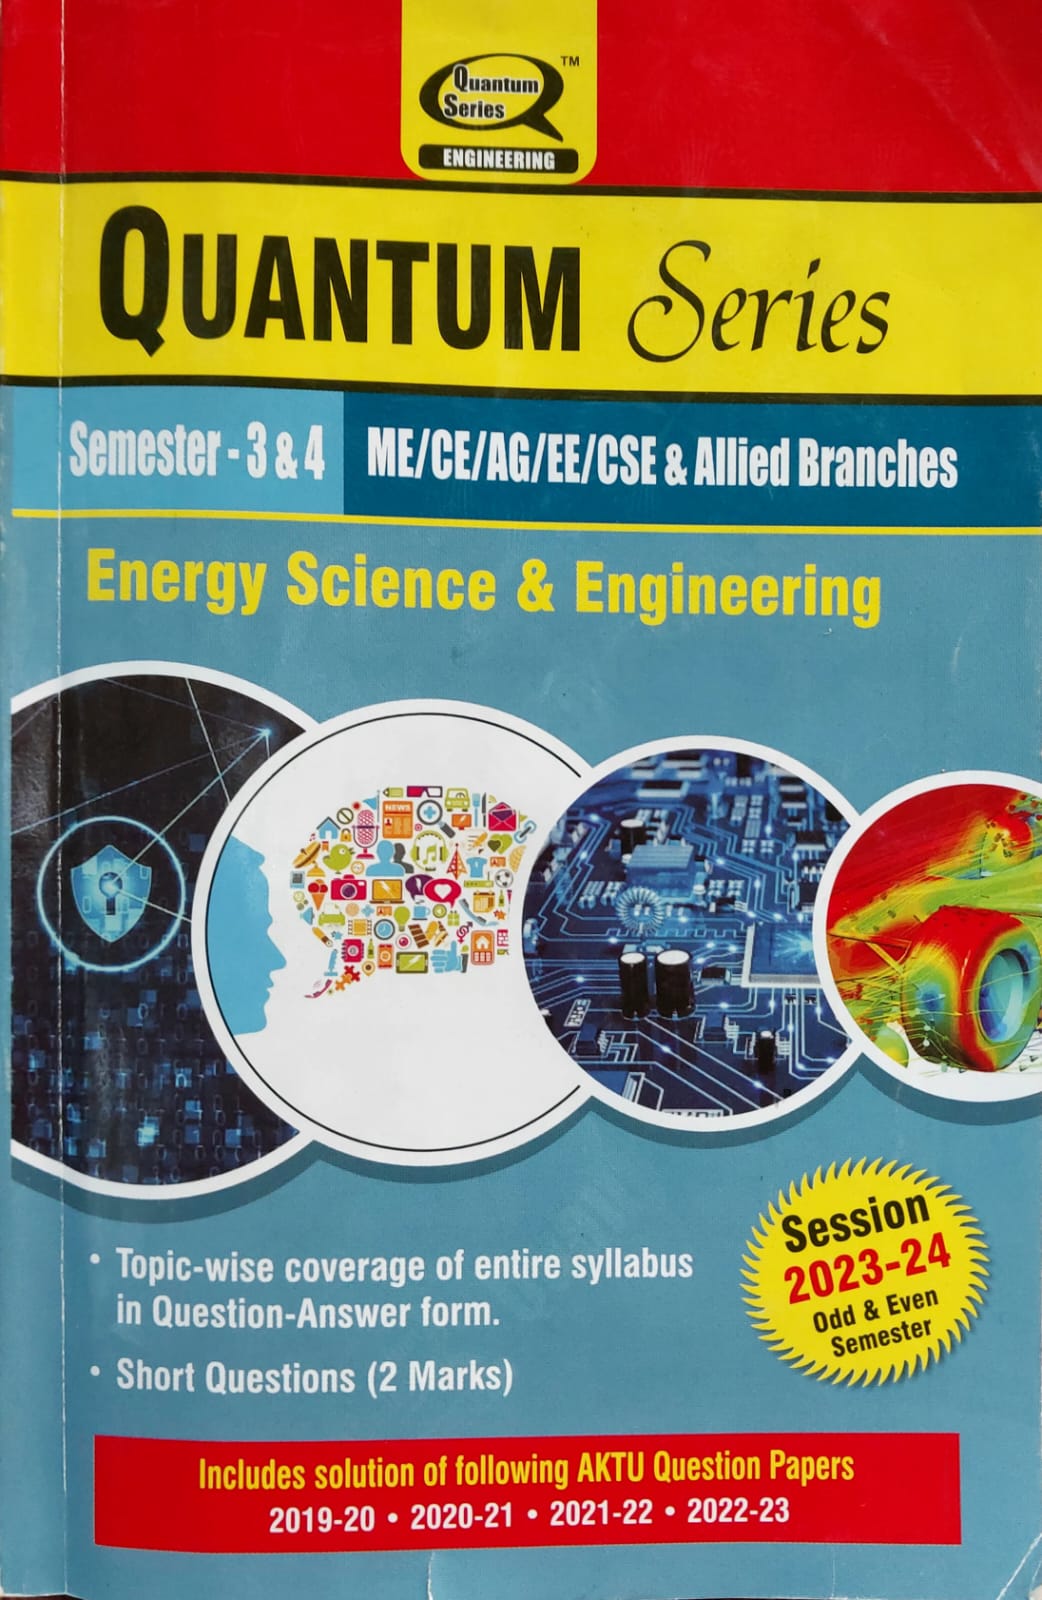 Quantum
Series
TM
ENGINEERING
QUANTUM Series
Semester - 3 & 4
ME/CE/AG/EE/CSE & Allied Branches
Energy Science & Engineering
NEWS
• Topic-wise coverage of entire syllabus
in Question-Answer form.
• Short Questions (2 Marks)
Session
2023-24
Odd & Even
Semester
Includes solution of following AKTU Question Papers
2019-20 • 2020-21 • 2021-22 • 2022-23